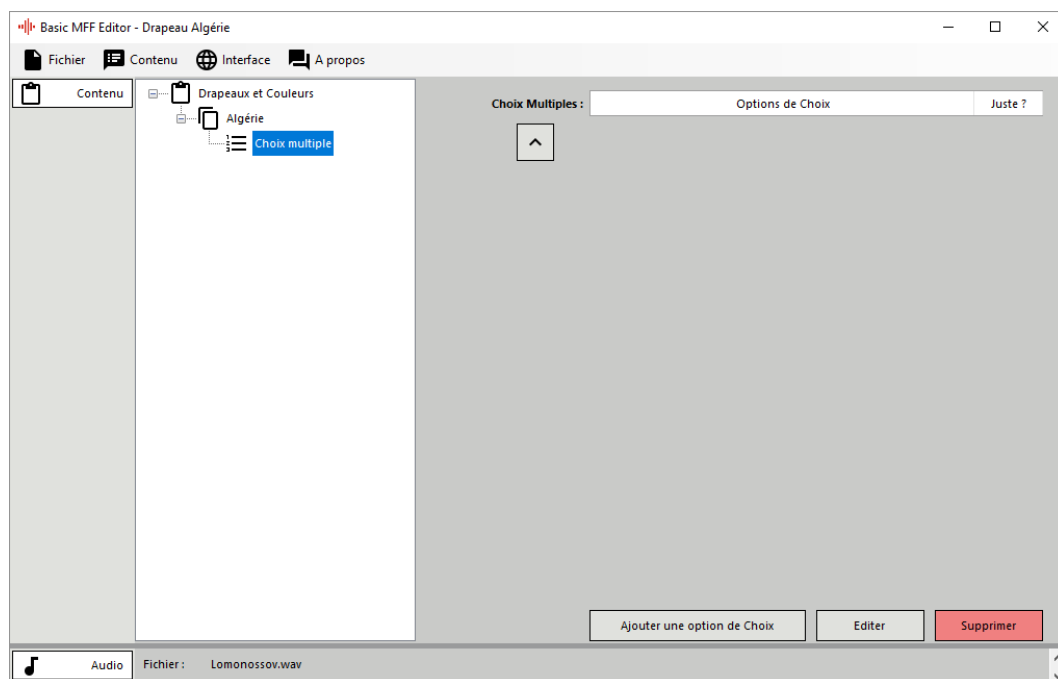 Basic MFF Editor - Drapeau Algérie
Fichier Contenu Interface A propos
Contenu
Drapeaux et Couleurs
Algérie
Choix multiple
Choix Multiples : Options de Choix Juste ?
Ajouter une option de Choix Editer Supprimer
Audio Fichier : Lomonossov.wav